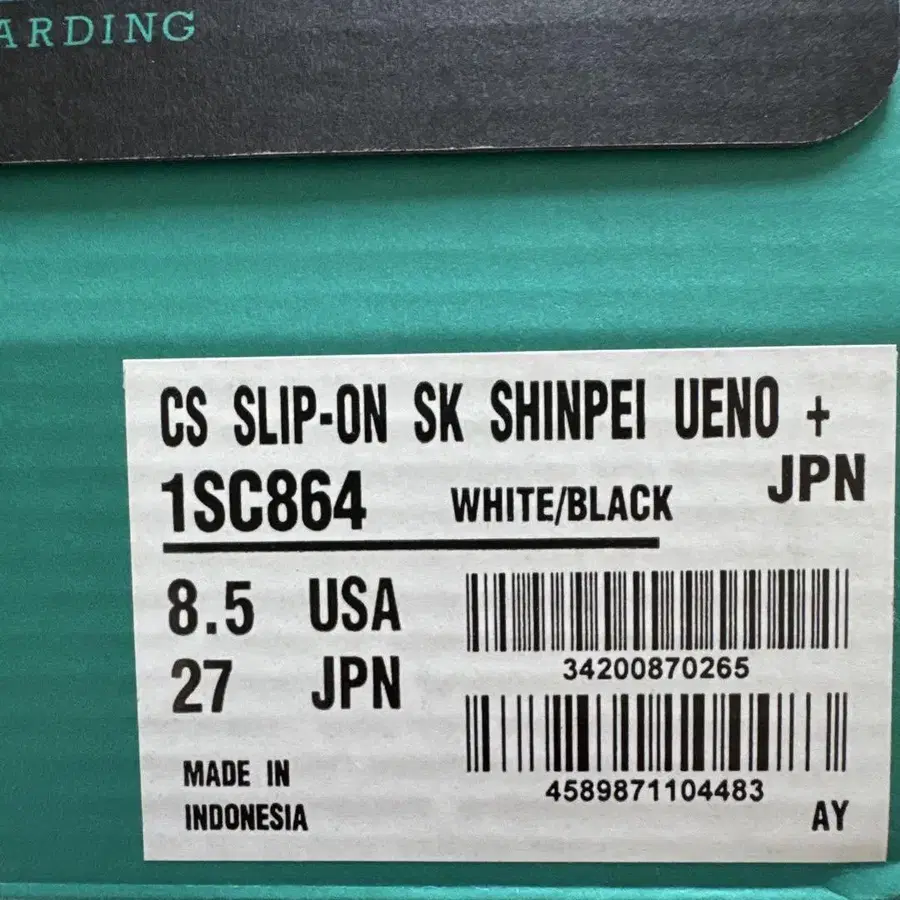 ARDING
CS SLIP-ON SK SHINPEI UENO +
1SC864 WHITE/BLACK JPN
8.5 USA
27 JPN
34200870265
4589871104483
MADE IN
INDONESIA
AY